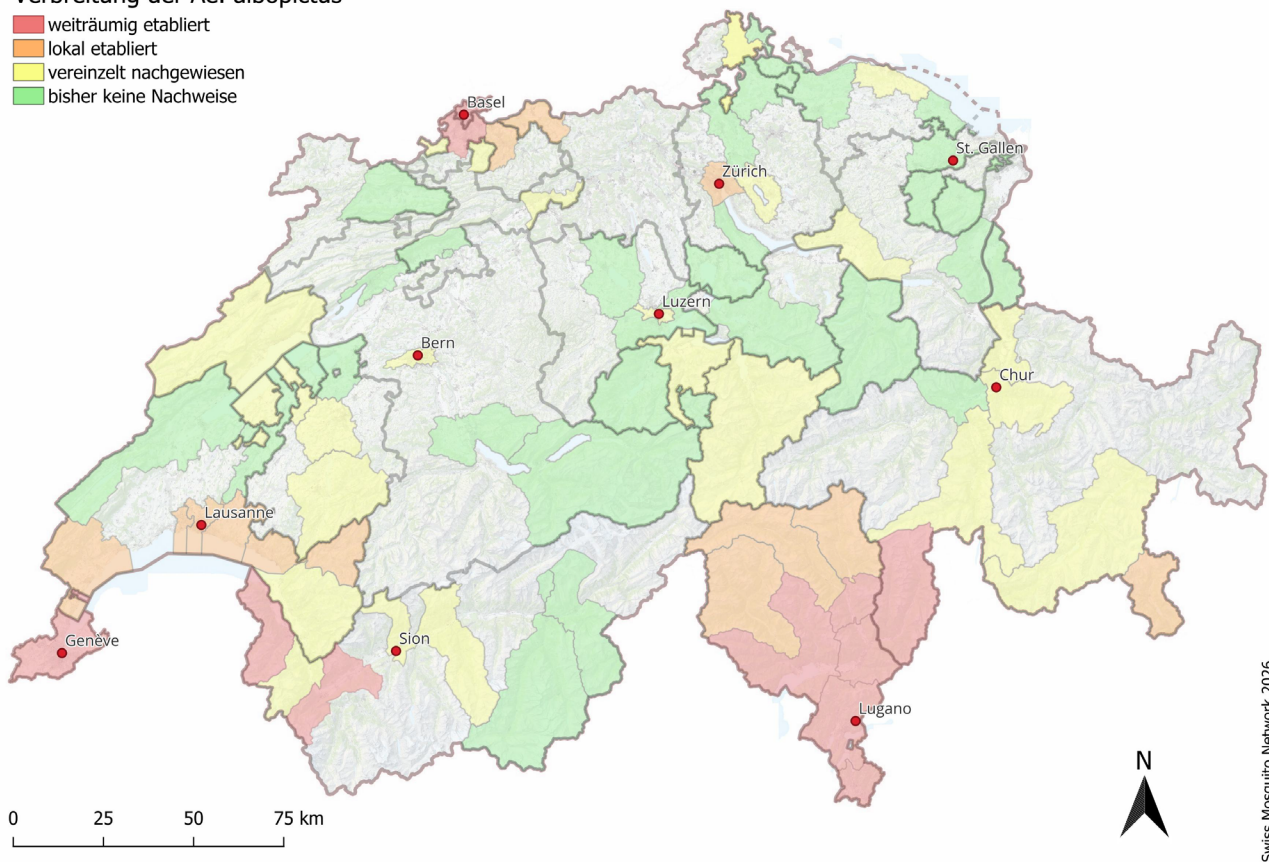 Verbreitung der Ae. albopictus
weiträumig etabliert
lokal etabliert
vereinzelt nachgewiesen
bisher keine Nachweise
Basel
St. Gallen
Zürich
Luzern
Bern
Chur
Lausanne
Sion
Genève
Lugano
N
0 25 50 75 km
Swiss Mosquito Network, 2026